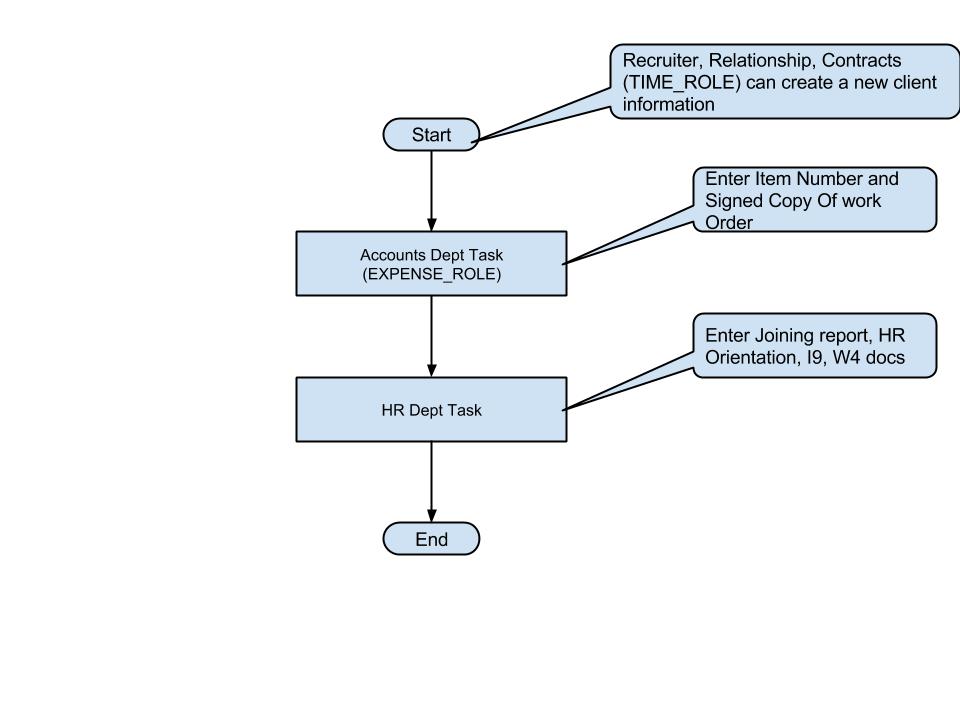 Recruiter, Relationship, Contracts
(TIME_ROLE) can create a new client
information
Start
Enter Item Number and
Signed Copy Of work
Order
Accounts Dept Task
(EXPENSE_ROLE)
Enter Joining report, HR
Orientation, I9, W4 docs
HR Dept Task
End